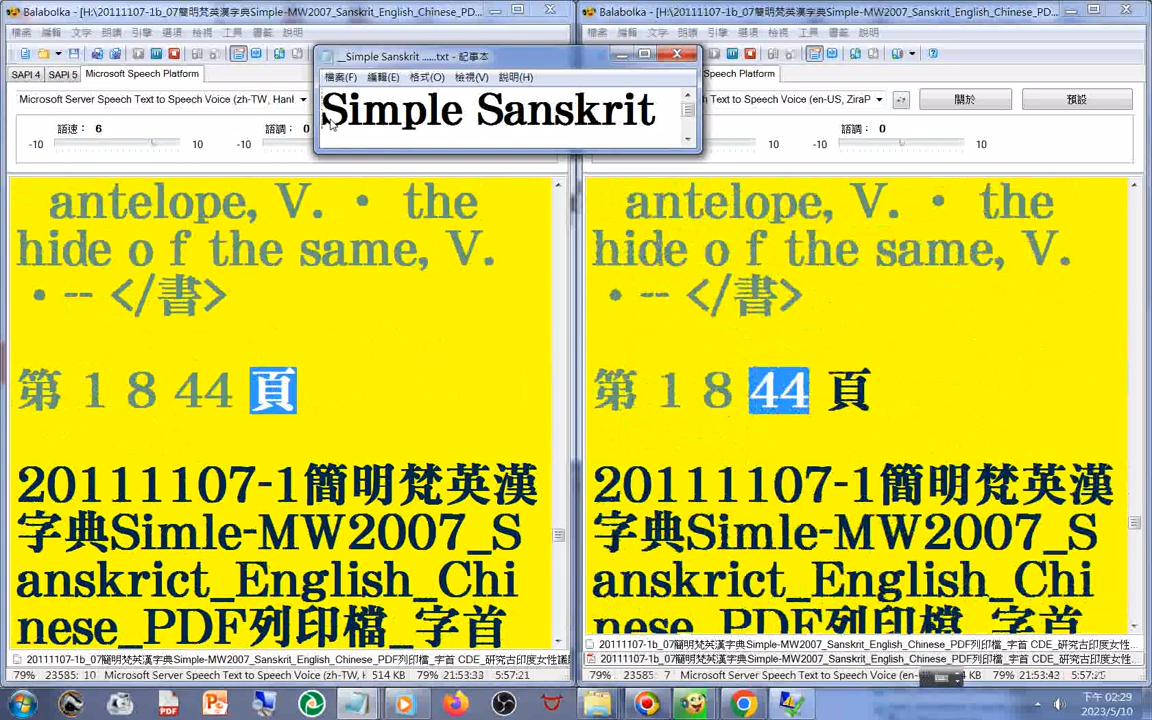 Balabolka - [H:\20111107-1b_07簡明梵英漢字典Simple-MW2007_Sanskrit_English_Chinese_PD...
檔案 編輯 文字 朗讀 引擎 選項 檢視 工具 書籤 說明
SAPI 4 SAPI 5 Microsoft Speech Platform
Microsoft Server Speech Text to Speech Voice (zh-TW, Hanl
語速： 6 語調： 0
-10 10 -10
antelope, V. • the
hide o f the same, V.
• -- </書>
第 1 8 44 頁
20111107-1簡明梵英漢
字典Simle-MW2007_S
anskrict_English_Chi
nese_PDF列印檔_字首
20111107-1b_07簡明梵英漢字典Simple-MW2007_Sanskrit_English_Chinese_PDF列印檔_字首 CDE_研究古印度女性議
79% 23585: 10 Microsoft Server Speech Text to Speech Voice (zh-TW, H 514 KB 79% 21:53:33 5:57:21
__Simple Sanskrit ......txt - 記事本
檔案(F) 編輯(E) 格式(O) 檢視(V) 說明(H)
Simple Sanskrit
Balabolka - [H:\20111107-1b_07簡明梵英漢字典Simple-MW2007_Sanskrit_English_Chinese_PD...
檔案 編輯 文字 朗讀 引擎 選項 檢視 工具 書籤 說明
Speech Platform
h Text to Speech Voice (en-US, ZiraP 關於 預設
語調： 0
10 -10 10
antelope, V. • the
hide o f the same, V.
• -- </書>
第 1 8 44 頁
20111107-1簡明梵英漢
字典Simle-MW2007_S
anskrict_English_Chi
nese_PDF列印檔_字首
20111107-1b_07簡明梵英漢字典Simple-MW2007_Sanskrit_English_Chinese_PDF列印檔_字首 CDE_研究古印度女性
20111107-1b_07簡明梵英漢字典Simple-MW2007_Sanskrit_English_Chinese_PDF列印檔_字首 CDE_研究古印度女性...
79% 23585: 7 Microsoft Server Speech Text to Speech Voice KB 79% 21:53:42
下午 02:29
2023/5/10